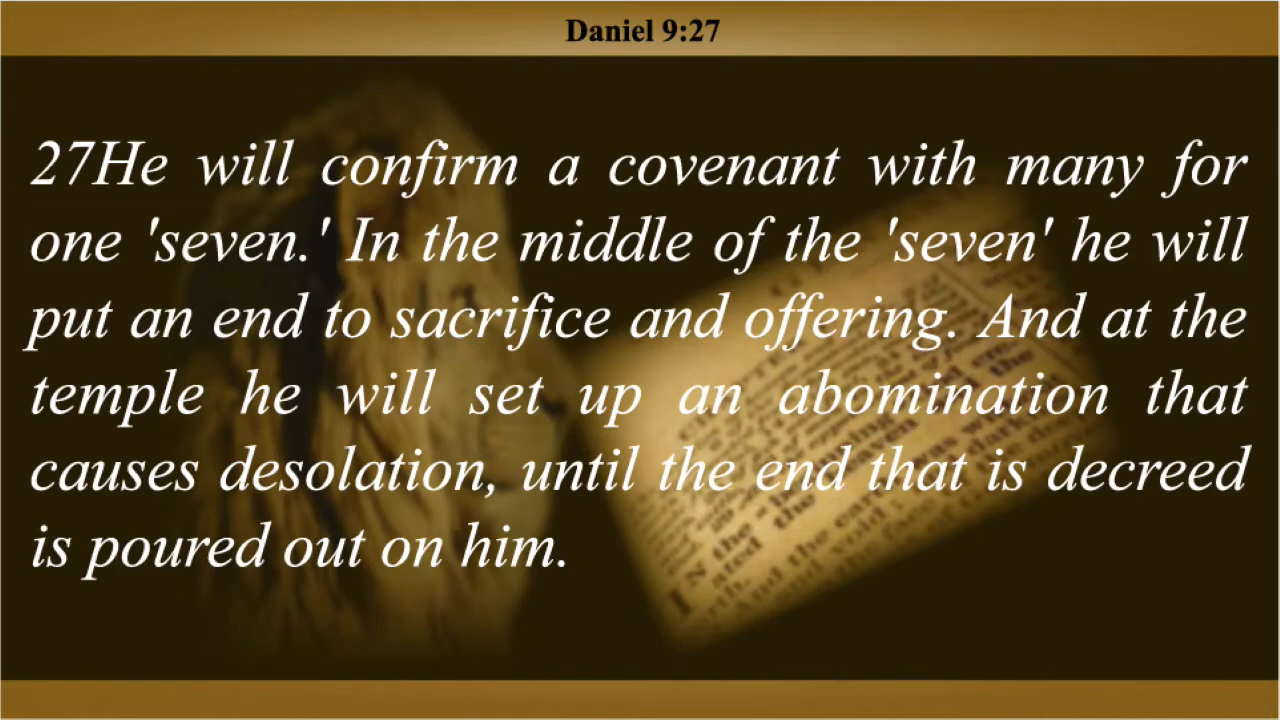 Daniel 9:27
27He will confirm a covenant with many for
one 'seven.' In the middle of the 'seven' he will
put an end to sacrifice and offering. And at the
temple he will set up an abomination that
causes desolation, until the end that is decreed
is poured out on him.